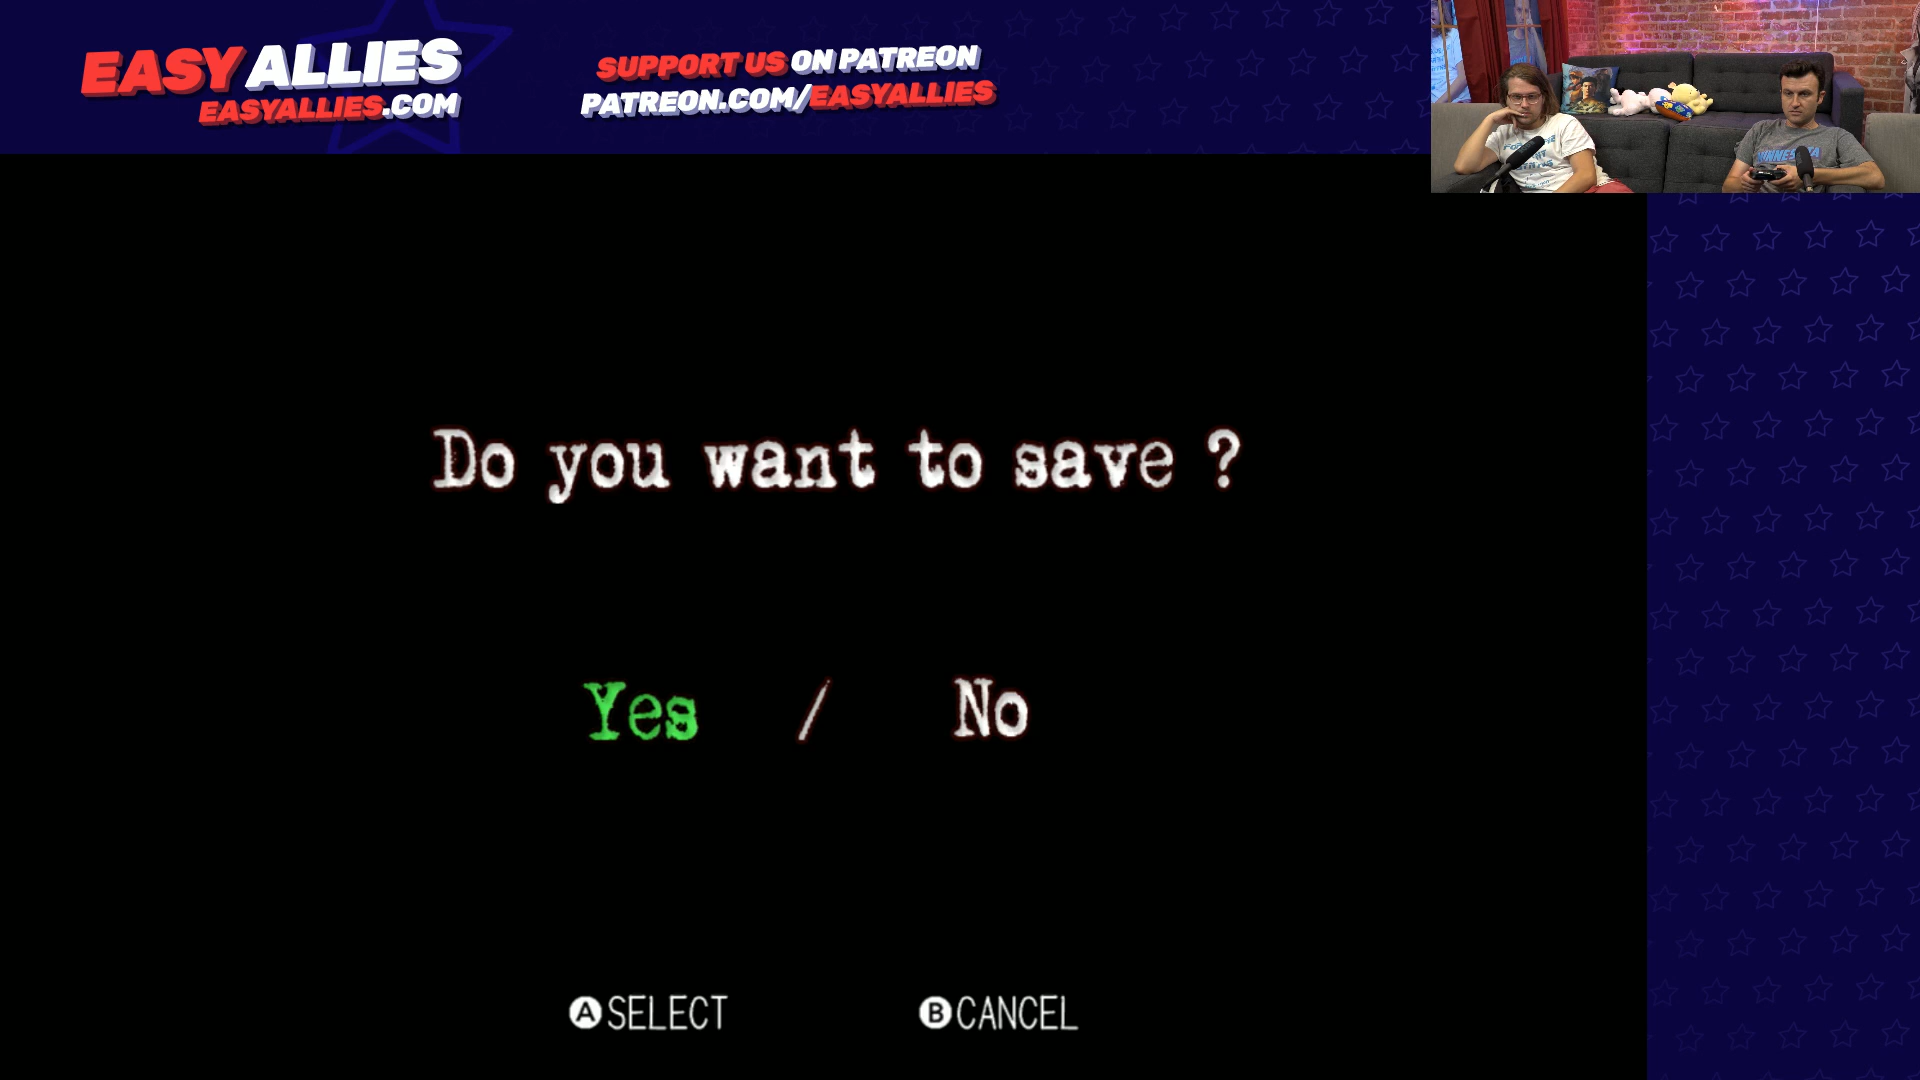 EASY ALLIES
EASYALLIES.COM
SUPPORT US ON PATREON
PATREON.COM/EASYALLIES
MINNESOTA
Do you want to save ?
Yes / No
A SELECT B CANCEL